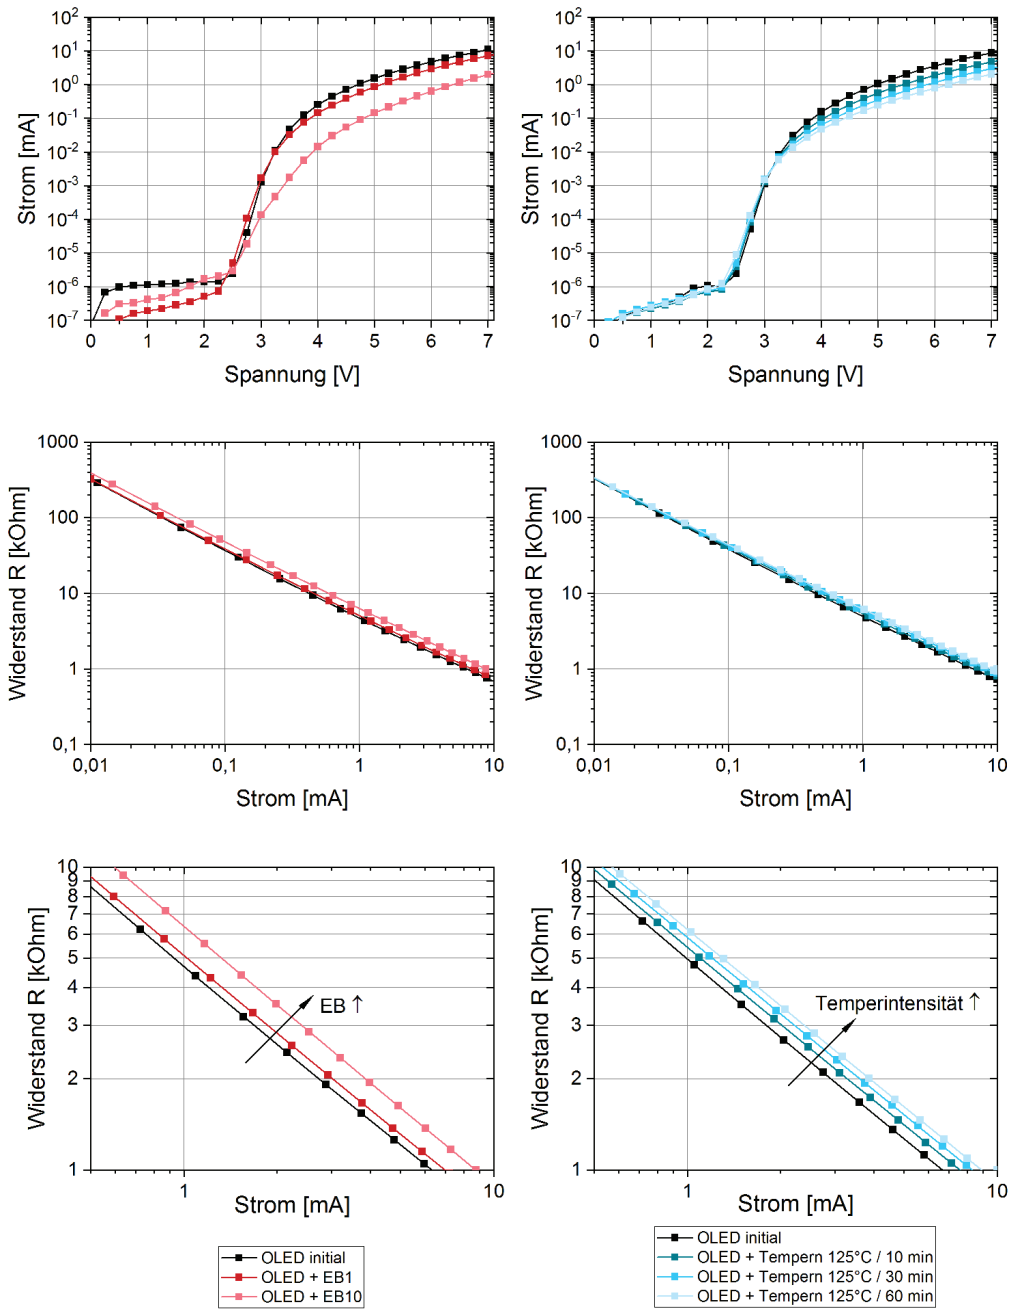 10² 10¹ 10⁰ 10⁻¹ 10⁻² 10⁻³ 10⁻⁴ 10⁻⁵ 10⁻⁶ 10⁻⁷
Strom [mA]
0 1 2 3 4 5 6 7
Spannung [V]
10² 10¹ 10⁰ 10⁻¹ 10⁻² 10⁻³ 10⁻⁴ 10⁻⁵ 10⁻⁶ 10⁻⁷
Strom [mA]
0 1 2 3 4 5 6 7
Spannung [V]
1000 100 10 1 0,1
Widerstand R [kOhm]
0,01 0,1 1 10
Strom [mA]
1000 100 10 1 0,1
Widerstand R [kOhm]
0,01 0,1 1 10
Strom [mA]
10 9 8 7 6 5 4 3 2 1
Widerstand R [kOhm]
EB ↑
1 10
Strom [mA]
10 9 8 7 6 5 4 3 2 1
Widerstand R [kOhm]
Temperintensität ↑
1 10
Strom [mA]
OLED initial
OLED + EB1
OLED + EB10
OLED initial
OLED + Tempern 125°C / 10 min
OLED + Tempern 125°C / 30 min
OLED + Tempern 125°C / 60 min